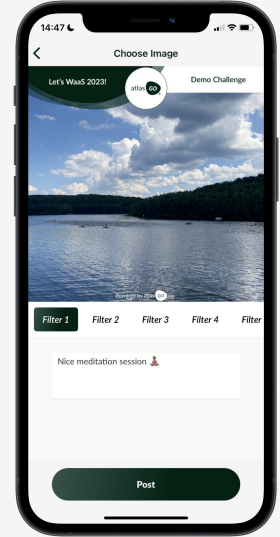 14:47
Choose Image
Let's WaaS 2023!
atlas GO
Demo Challenge
Powered by atlas GO
Filter 1 Filter 2 Filter 3 Filter 4 Filter
Nice meditation session 🧘🏾
Post